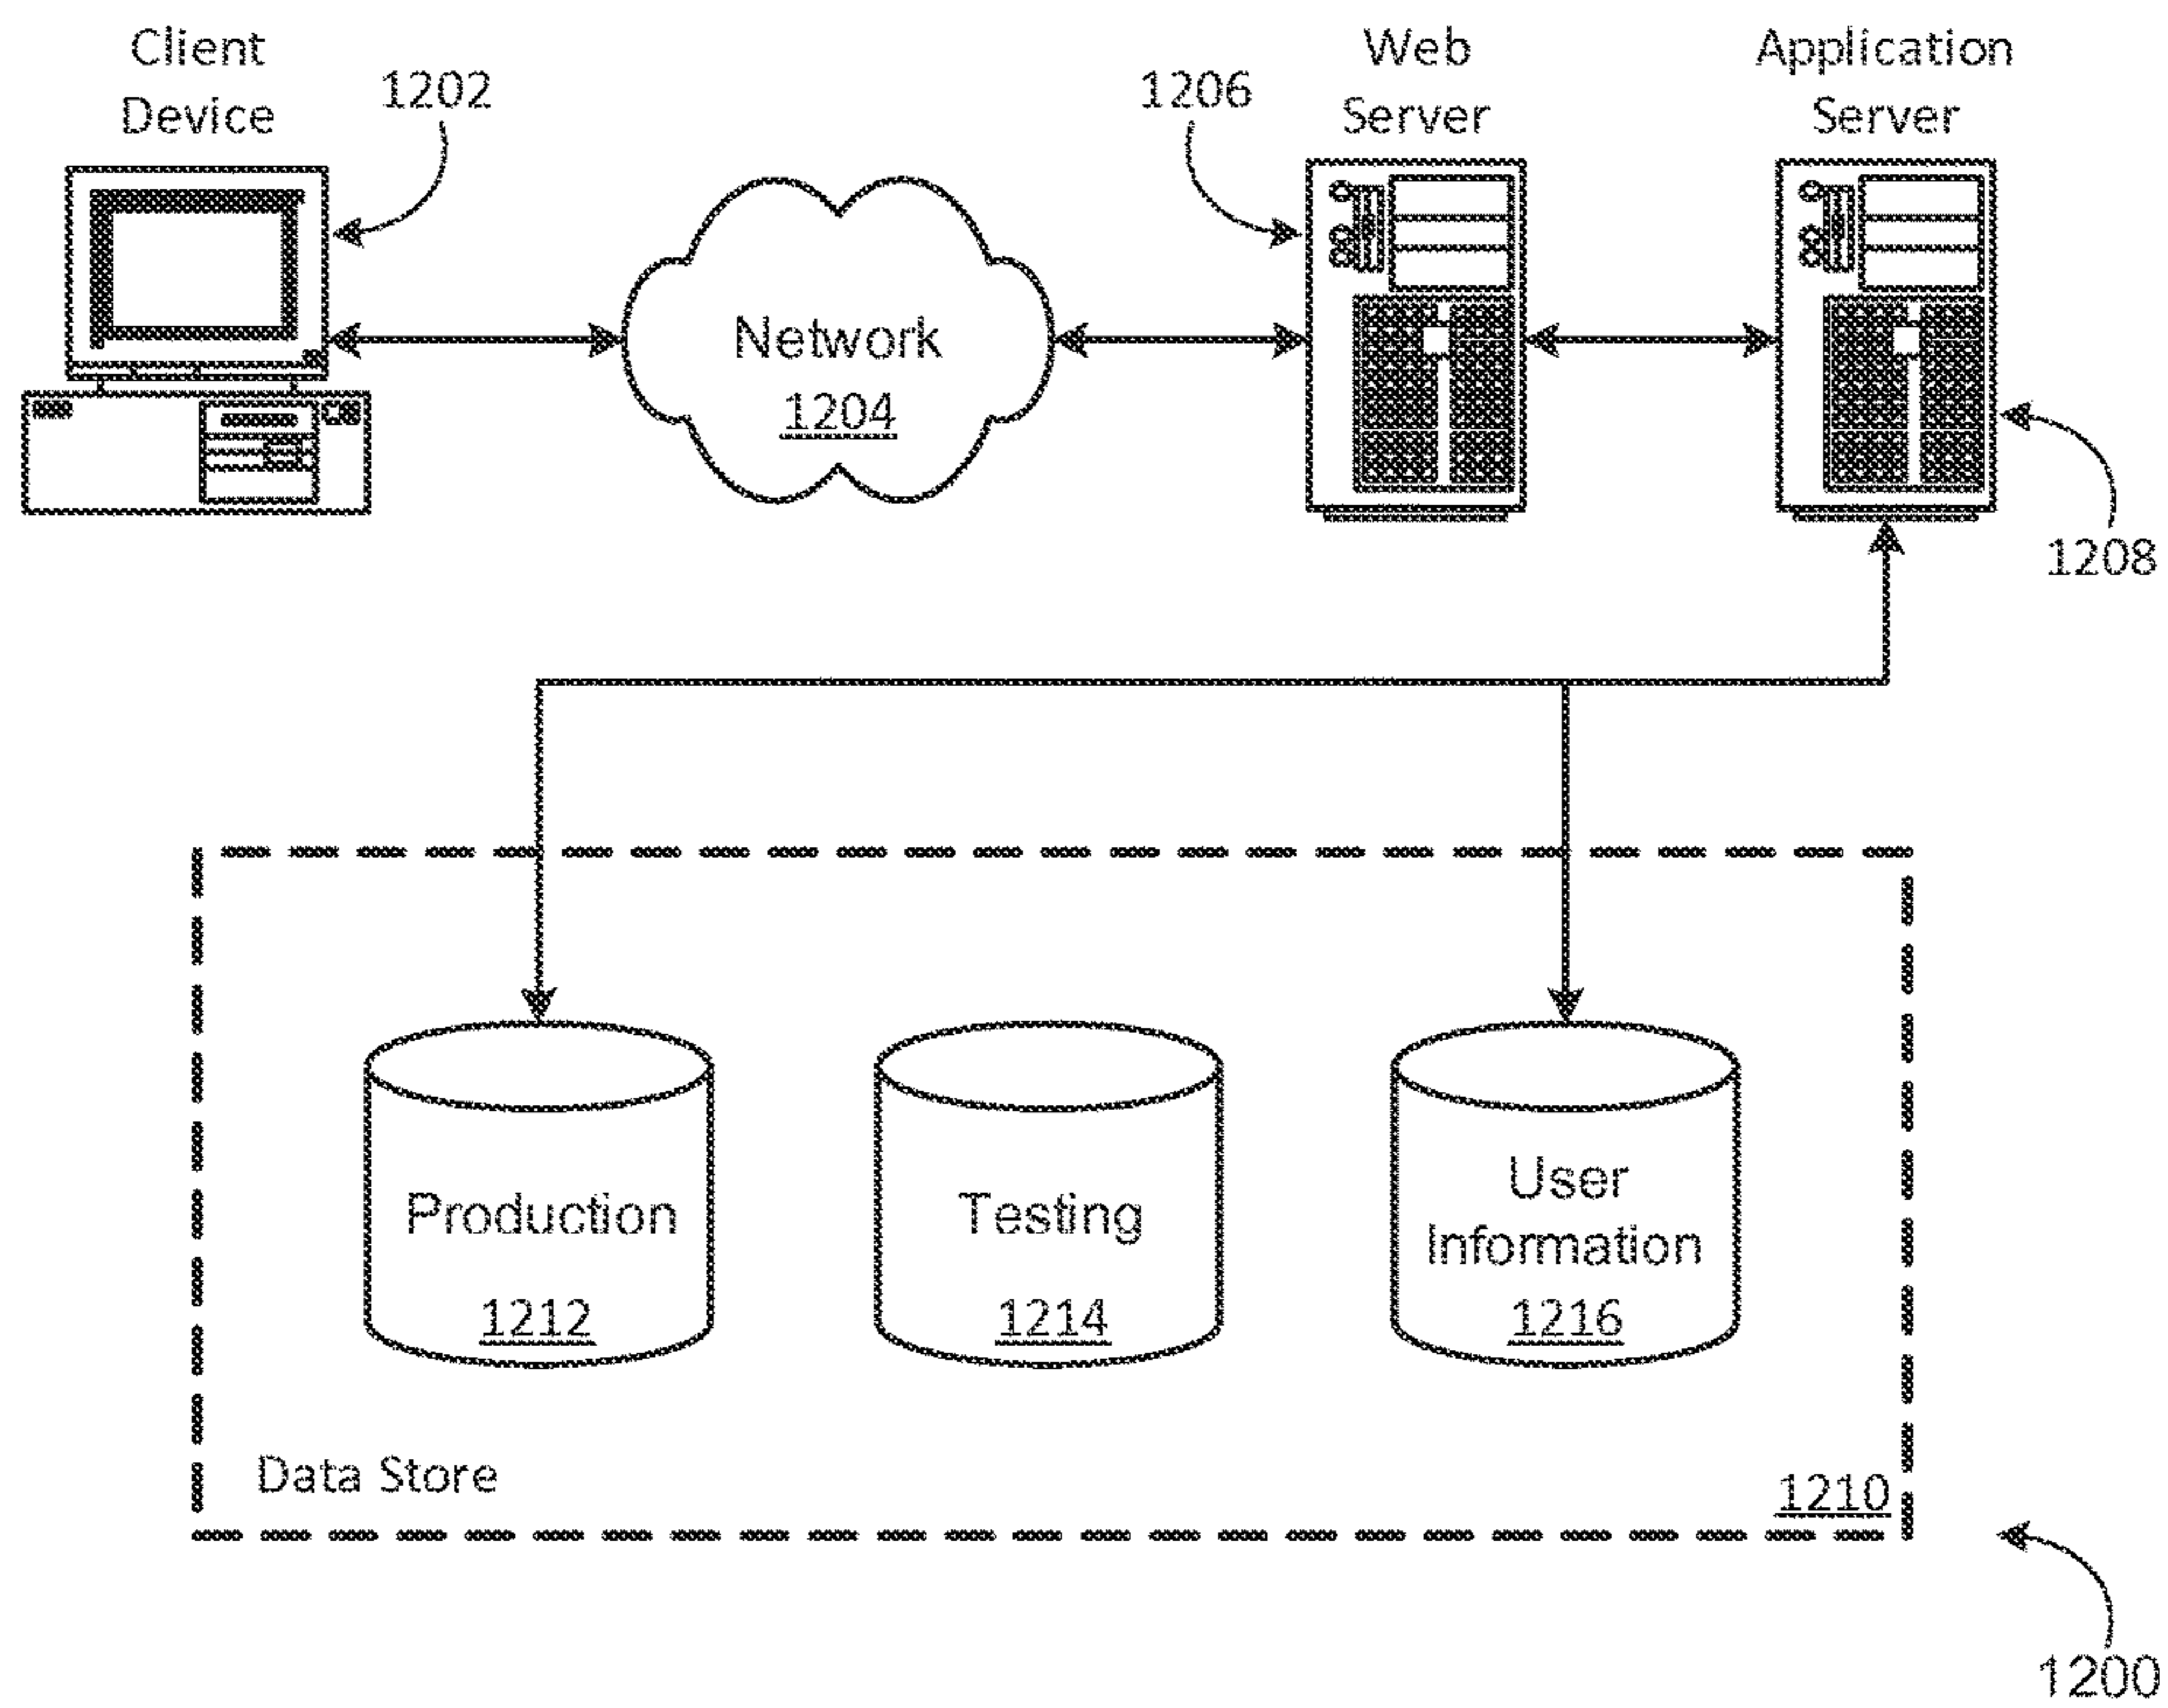 Client
Device
1202
1206
Web
Server
Application
Server
Network
1204
1208
Production
1212
Testing
1214
User
Information
1216
Data Store
1210
1200